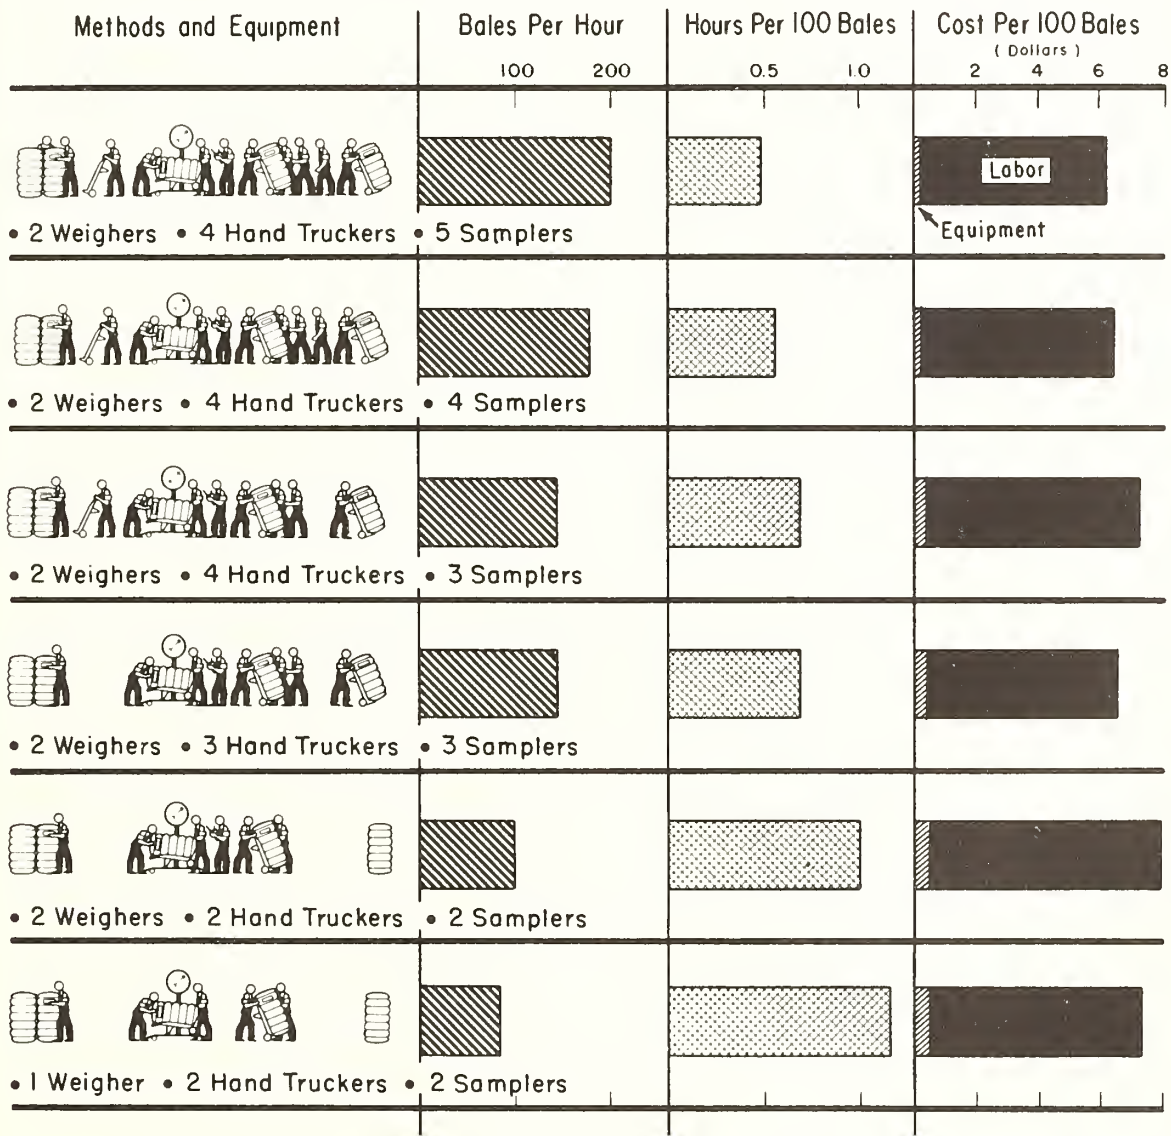 Methods and Equipment
Bales Per Hour
Hours Per 100 Bales
Cost Per 100 Bales
( Dollars )
100 200
0.5 1.0
2 4 6 8
Labor
Equipment
• 2 Weighers • 4 Hand Truckers • 5 Samplers
• 2 Weighers • 4 Hand Truckers • 4 Samplers
• 2 Weighers • 4 Hand Truckers • 3 Samplers
• 2 Weighers • 3 Hand Truckers • 3 Samplers
• 2 Weighers • 2 Hand Truckers • 2 Samplers
• 1 Weigher • 2 Hand Truckers • 2 Samplers